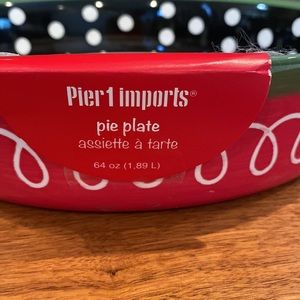 Pier1 imports®
pie plate
assiette à tarte
64 oz (1,89 L)